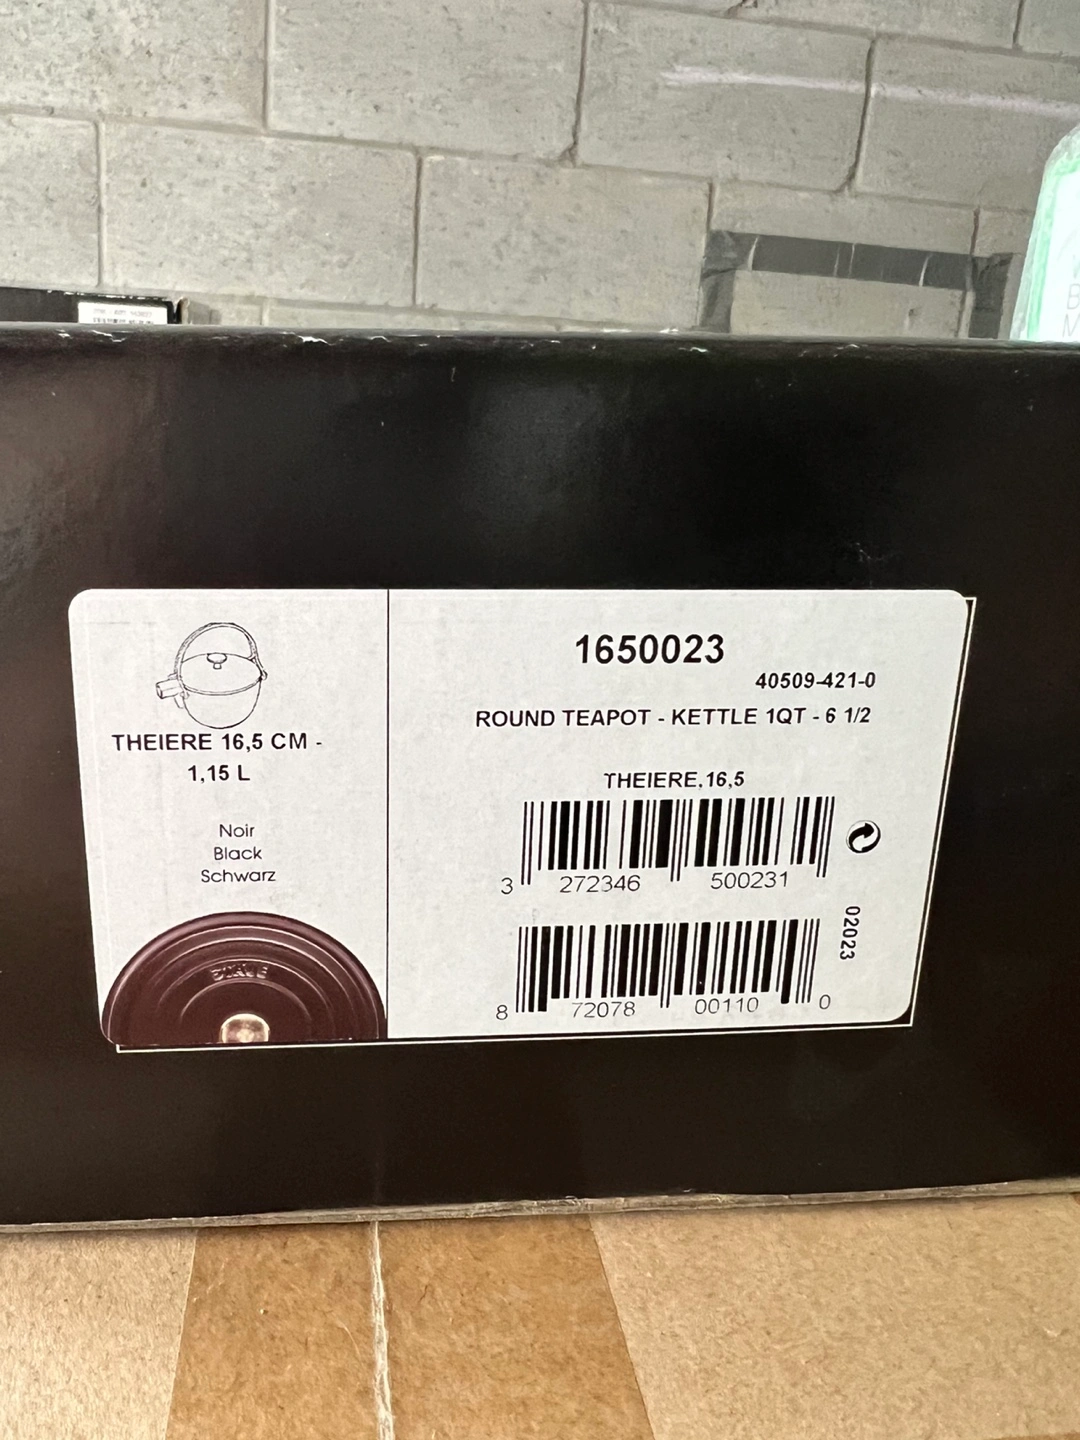 THEIERE 16,5 CM -
1,15 L
Noir
Black
Schwarz
STAUB
1650023
40509-421-0
ROUND TEAPOT - KETTLE 1QT - 6 1/2
THEIERE,16,5
3 272346 500231
02023
8 72078 00110 0